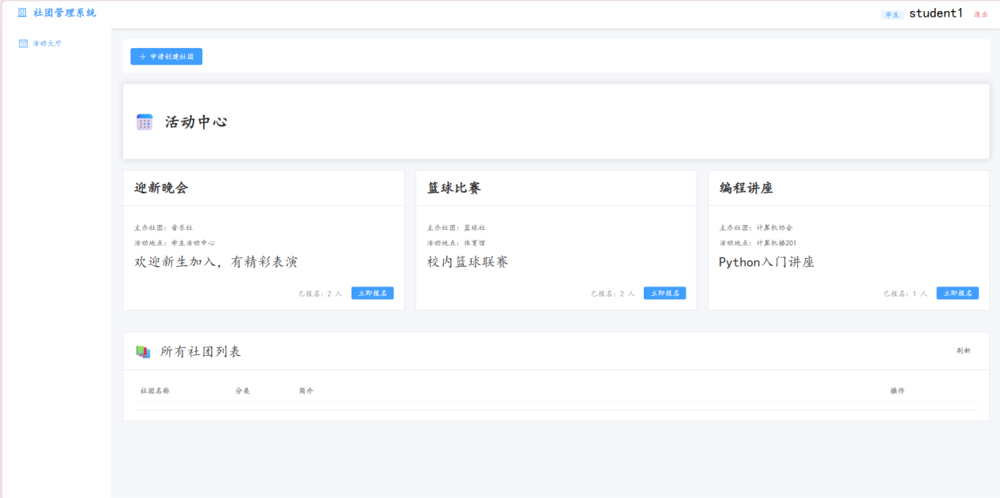 社团管理系统
学生 student1 退出
活动大厅
+ 申请创建社团
活动中心
迎新晚会
主办社团：音乐社
活动地点：学生活动中心
欢迎新生加入，有精彩表演
已报名：2 人 立即报名
篮球比赛
主办社团：篮球社
活动地点：体育馆
校内篮球联赛
已报名：2 人 立即报名
编程讲座
主办社团：计算机协会
活动地点：计算机楼201
Python入门讲座
已报名：1 人 立即报名
所有社团列表
刷新
社团名称 分类 简介 操作